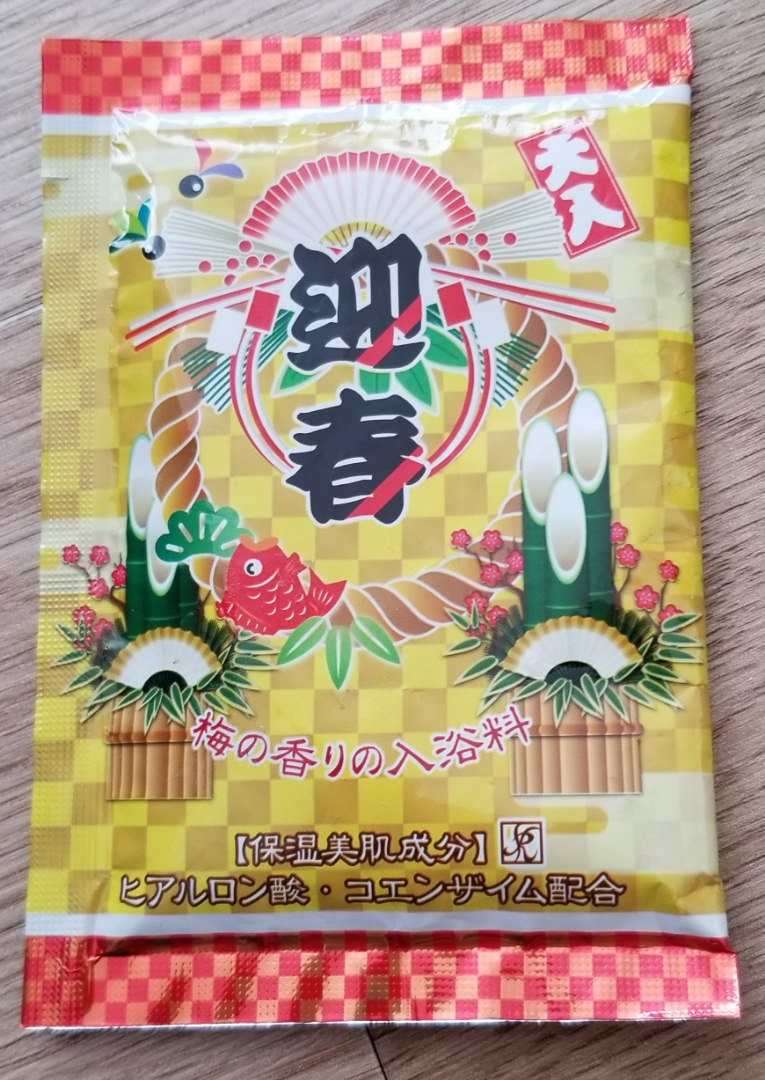 大入
迎
春
梅の香りの入浴料
【保湿美肌成分】
ヒアルロン酸・コエンザイム配合